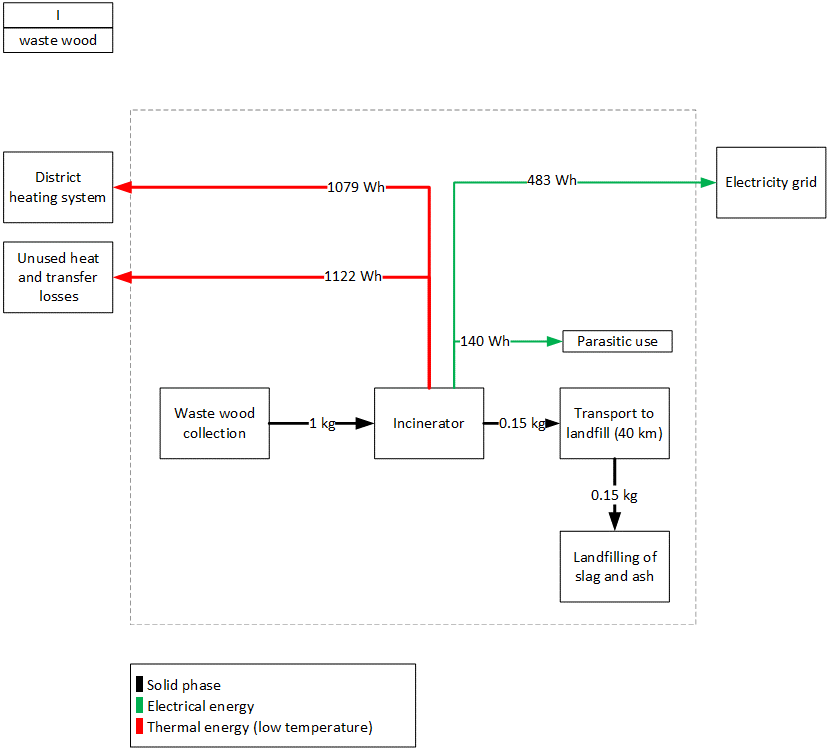 I
waste wood
District
heating system
1079 Wh
483 Wh
Electricity grid
Unused heat
and transfer
losses
1122 Wh
140 Wh
Parasitic use
Waste wood
collection
1 kg
Incinerator
0.15 kg
Transport to
landfill (40 km)
0.15 kg
Landfilling of
slag and ash
Solid phase
Electrical energy
Thermal energy (low temperature)